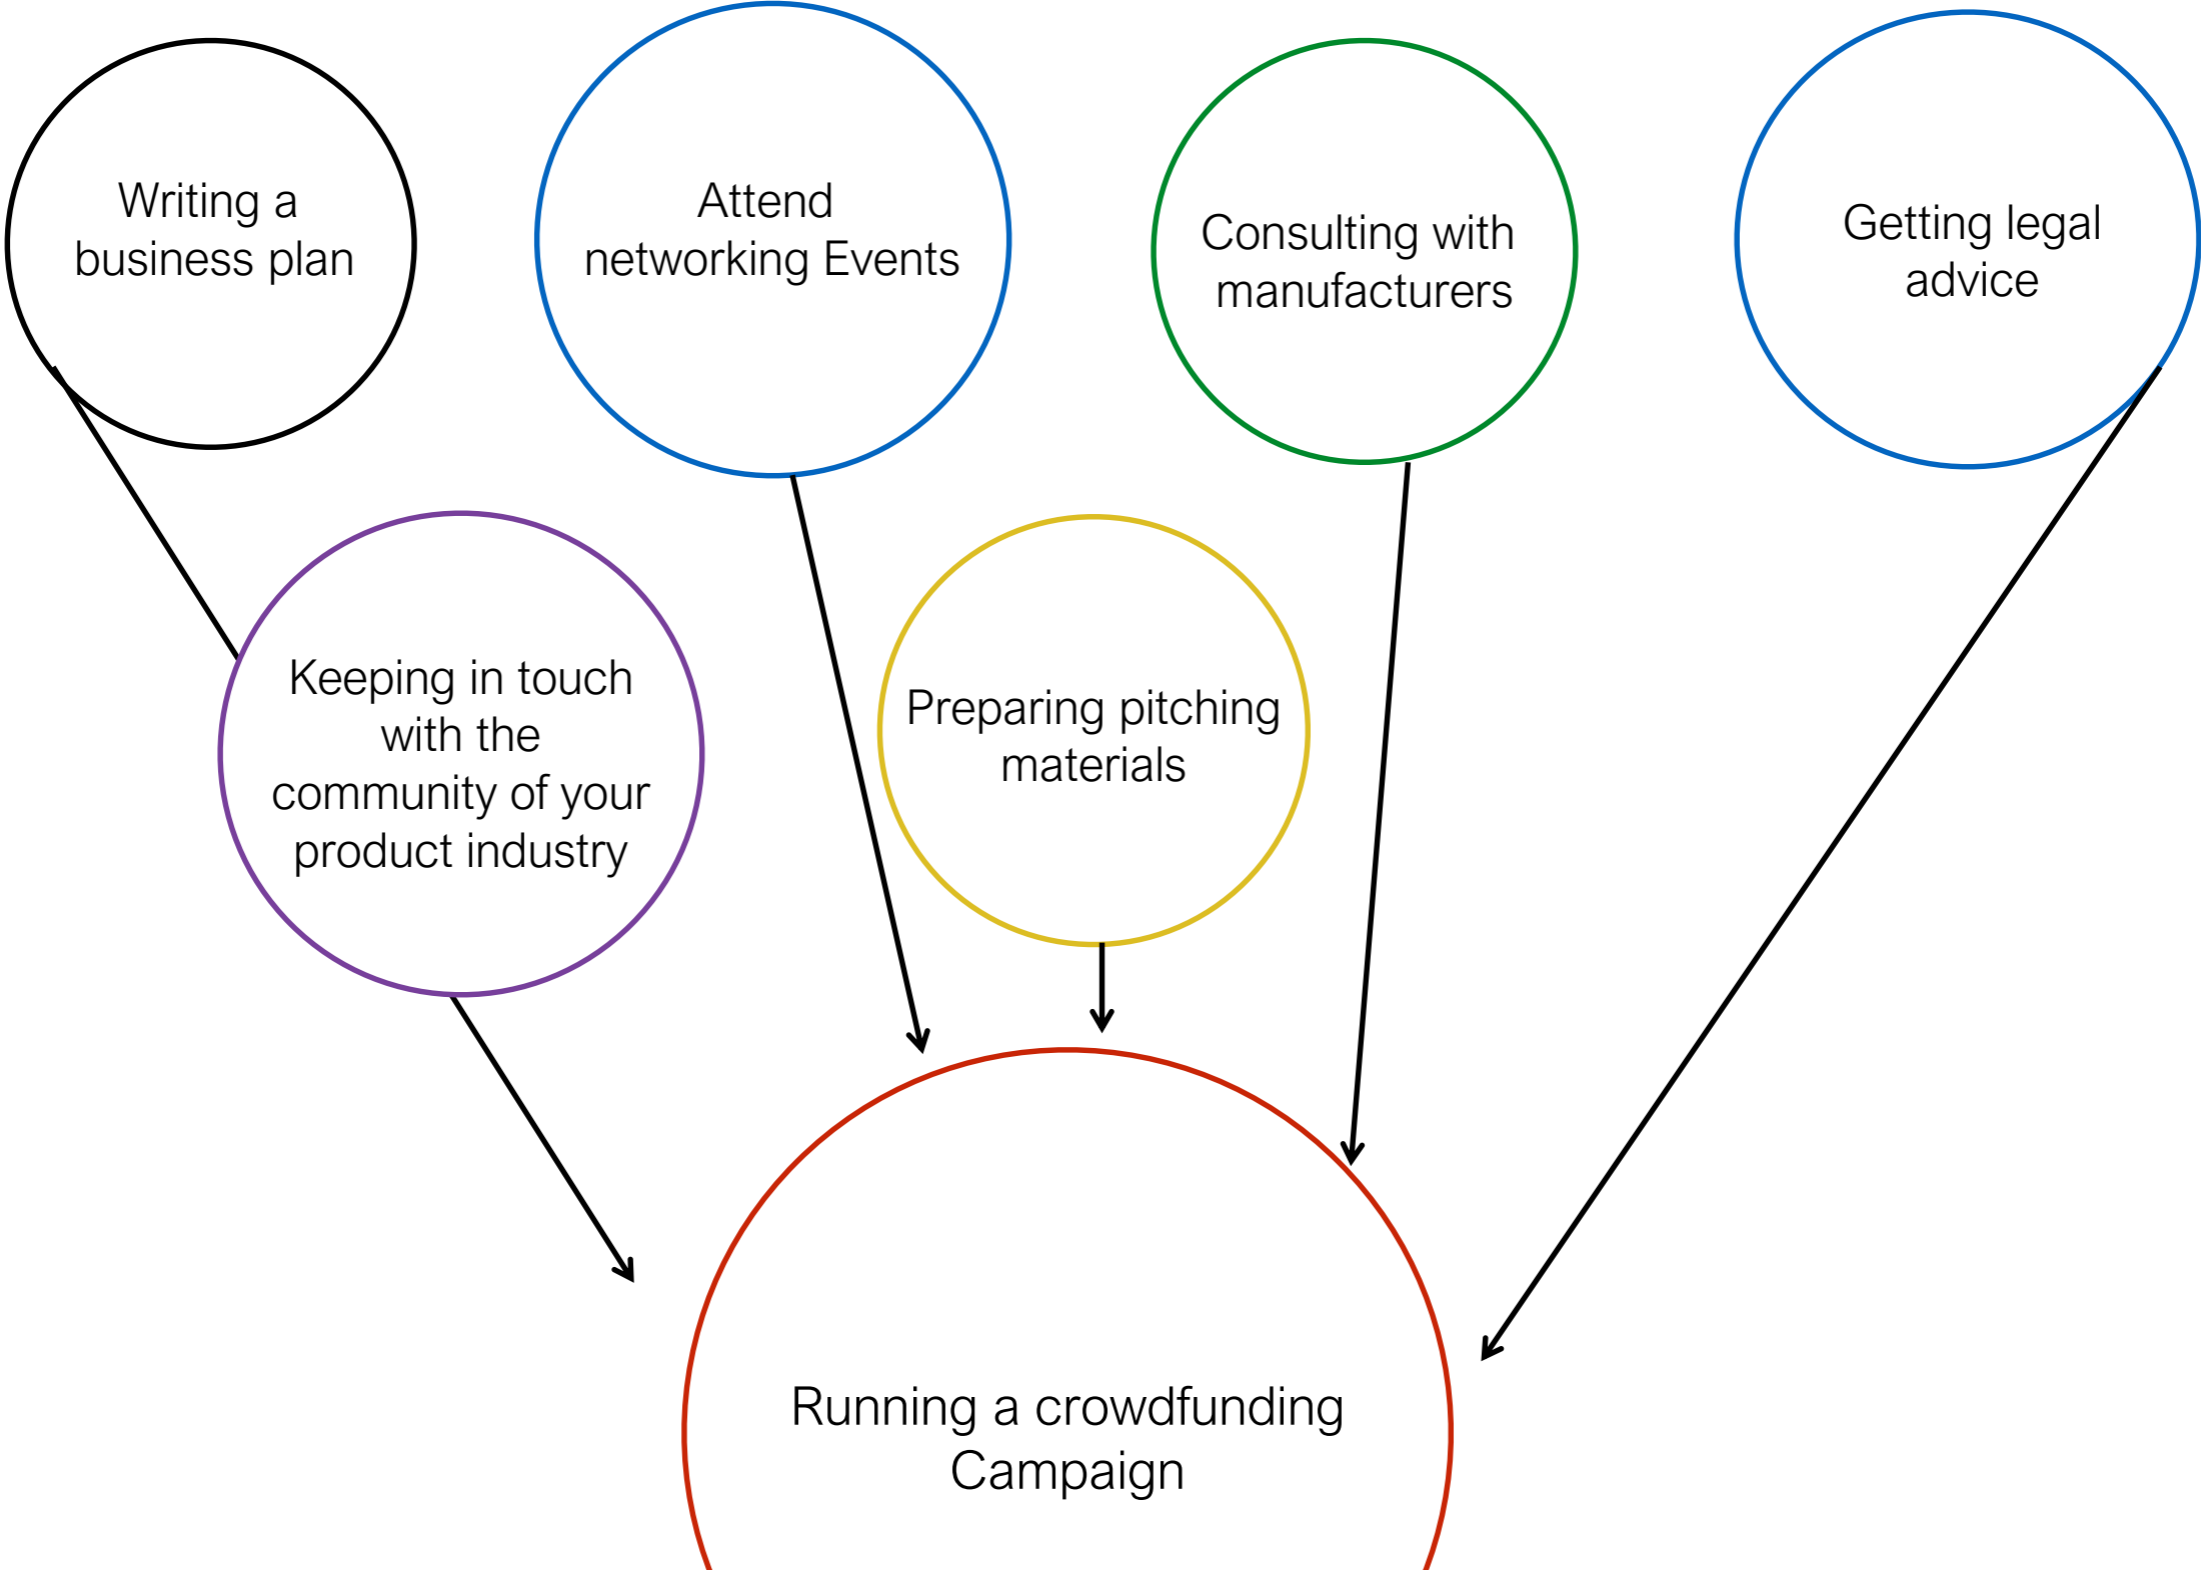 Writing a
business plan
Attend
networking Events
Consulting with
manufacturers
Getting legal
advice
Keeping in touch
with the
community of your
product industry
Preparing pitching
materials
Running a crowdfunding
Campaign